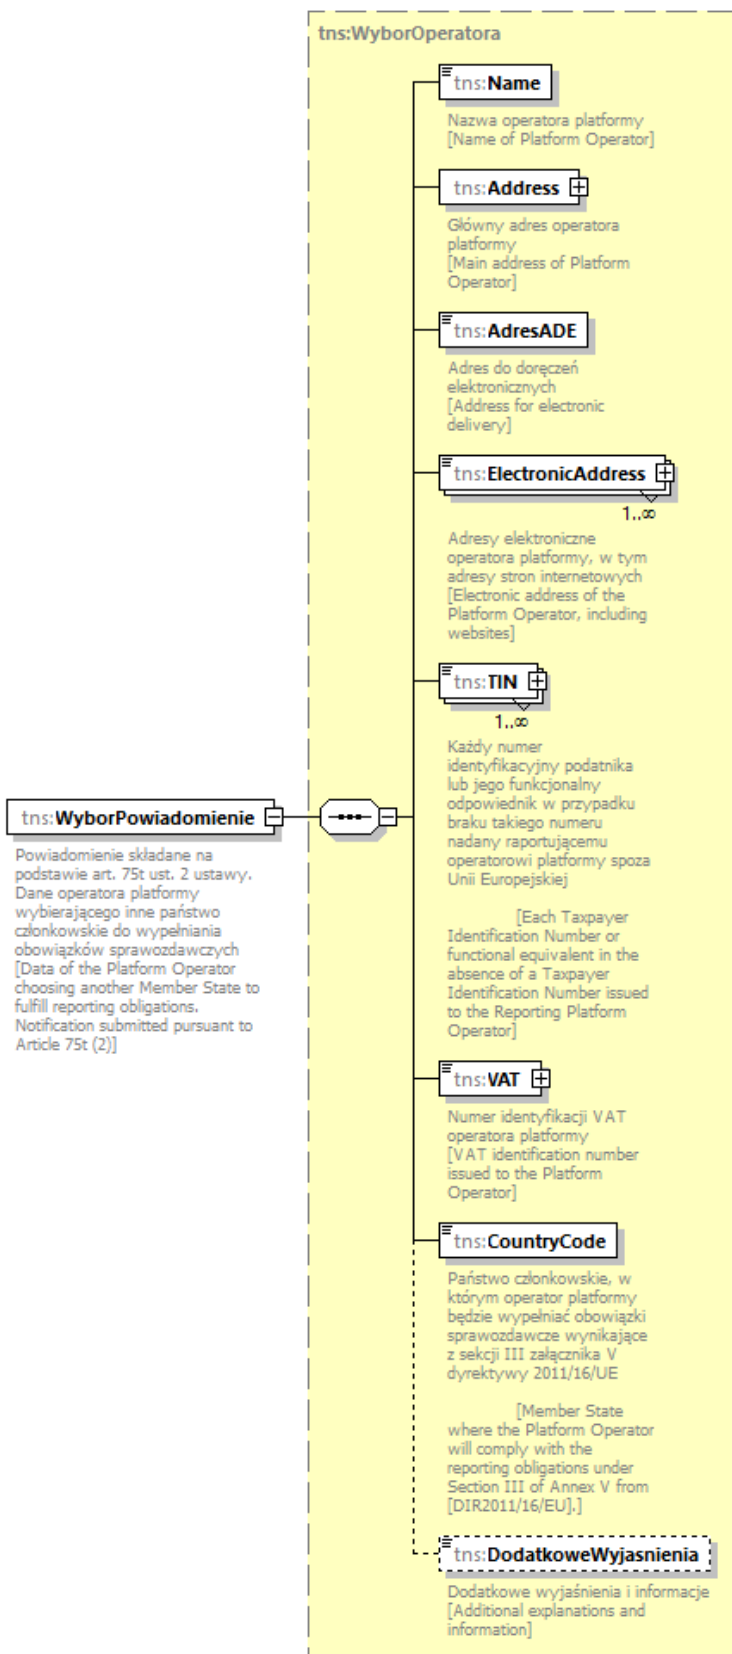 tns:WyborOperatora
tns:Name
Nazwa operatora platformy
[Name of Platform Operator]
tns:Address
Główny adres operatora
platformy
[Main address of Platform
Operator]
tns:AdresADE
Adres do doręczeń
elektronicznych
[Address for electronic
delivery]
tns:ElectronicAddress
1..∞
Adresy elektroniczne
operatora platformy, w tym
adresy stron internetowych
[Electronic address of the
Platform Operator, including
websites]
tns:TIN
1..∞
Każdy numer
identyfikacyjny podatnika
lub jego funkcjonalny
odpowiednik w przypadku
braku takiego numeru
nadany raportującemu
operatorowi platformy spoza
Unii Europejskiej
[Each Taxpayer
Identification Number or
functional equivalent in the
absence of a Taxpayer
Identification Number issued
to the Reporting Platform
Operator]
tns:WyborPowiadomienie
Powiadomienie składane na
podstawie art. 75t ust. 2 ustawy.
Dane operatora platformy
wybierającego inne państwo
członkowskie do wypełniania
obowiązków sprawozdawczych
[Data of the Platform Operator
choosing another Member State to
fulfill reporting obligations.
Notification submitted pursuant to
Article 75t (2)]
tns:VAT
Numer identyfikacji VAT
operatora platformy
[VAT identification number
issued to the Platform
Operator]
tns:CountryCode
Państwo członkowskie, w
którym operator platformy
będzie wypełniać obowiązki
sprawozdawcze wynikające
z sekcji III załącznika V
dyrektywy 2011/16/UE
[Member State
where the Platform Operator
will comply with the
reporting obligations under
Section III of Annex V from
[DIR2011/16/EU].]
tns:DodatkoweWyjasnienia
Dodatkowe wyjaśnienia i informacje
[Additional explanations and
information]